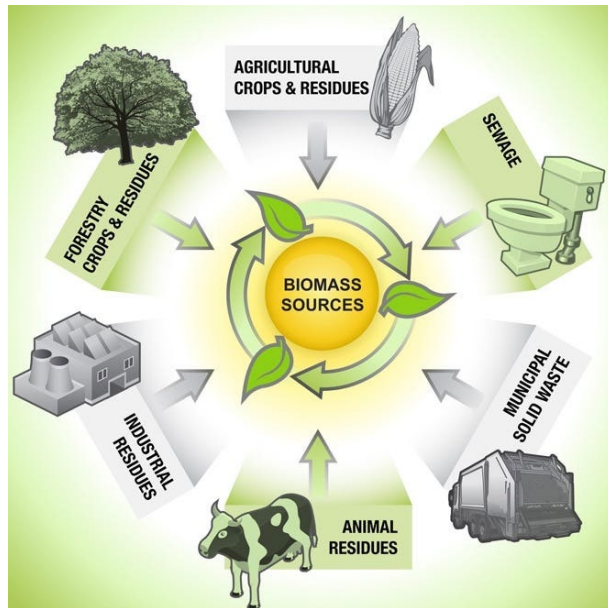 AGRICULTURAL
CROPS & RESIDUES
SEWAGE
MUNICIPAL
SOLID WASTE
ANIMAL
RESIDUES
INDUSTRIAL
RESIDUES
FORESTRY
CROPS & RESIDUES
BIOMASS
SOURCES